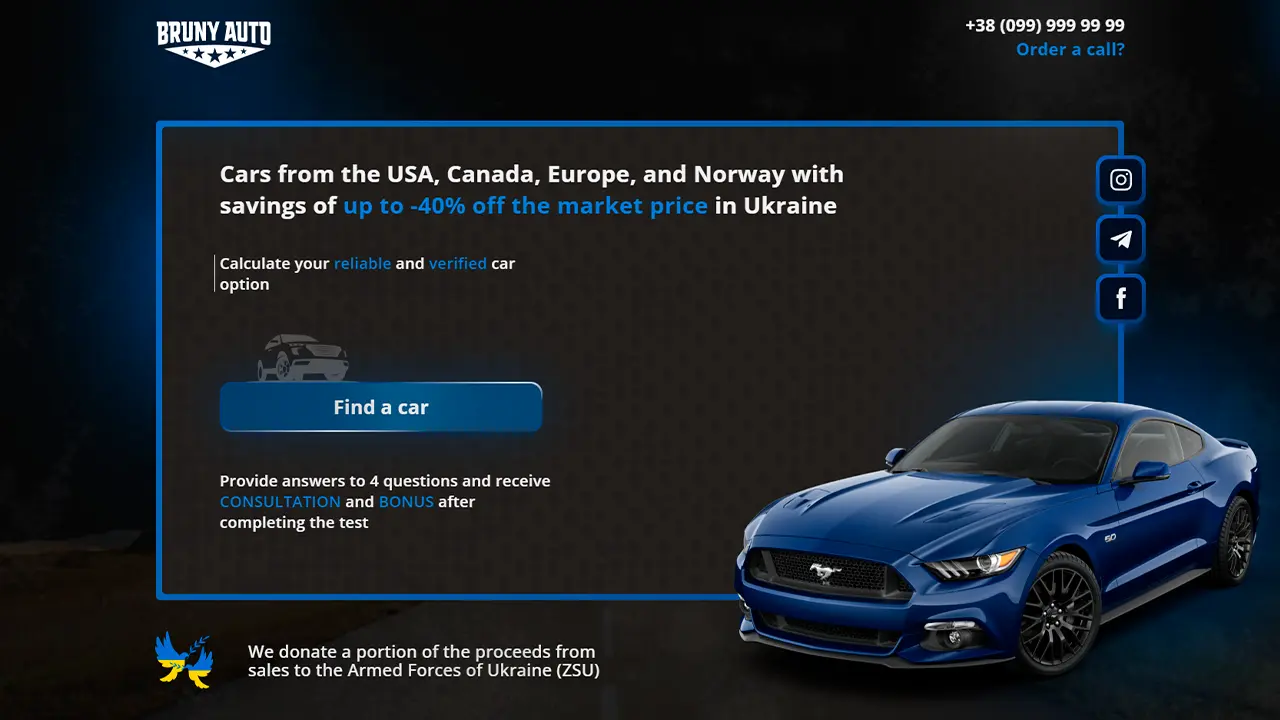 BRUNY AUTO
+38 (099) 999 99 99
Order a call?
Cars from the USA, Canada, Europe, and Norway with
savings of up to -40% off the market price in Ukraine
Calculate your reliable and verified car
option
Find a car
Provide answers to 4 questions and receive
CONSULTATION and BONUS after
completing the test
5.0
We donate a portion of the proceeds from
sales to the Armed Forces of Ukraine (ZSU)